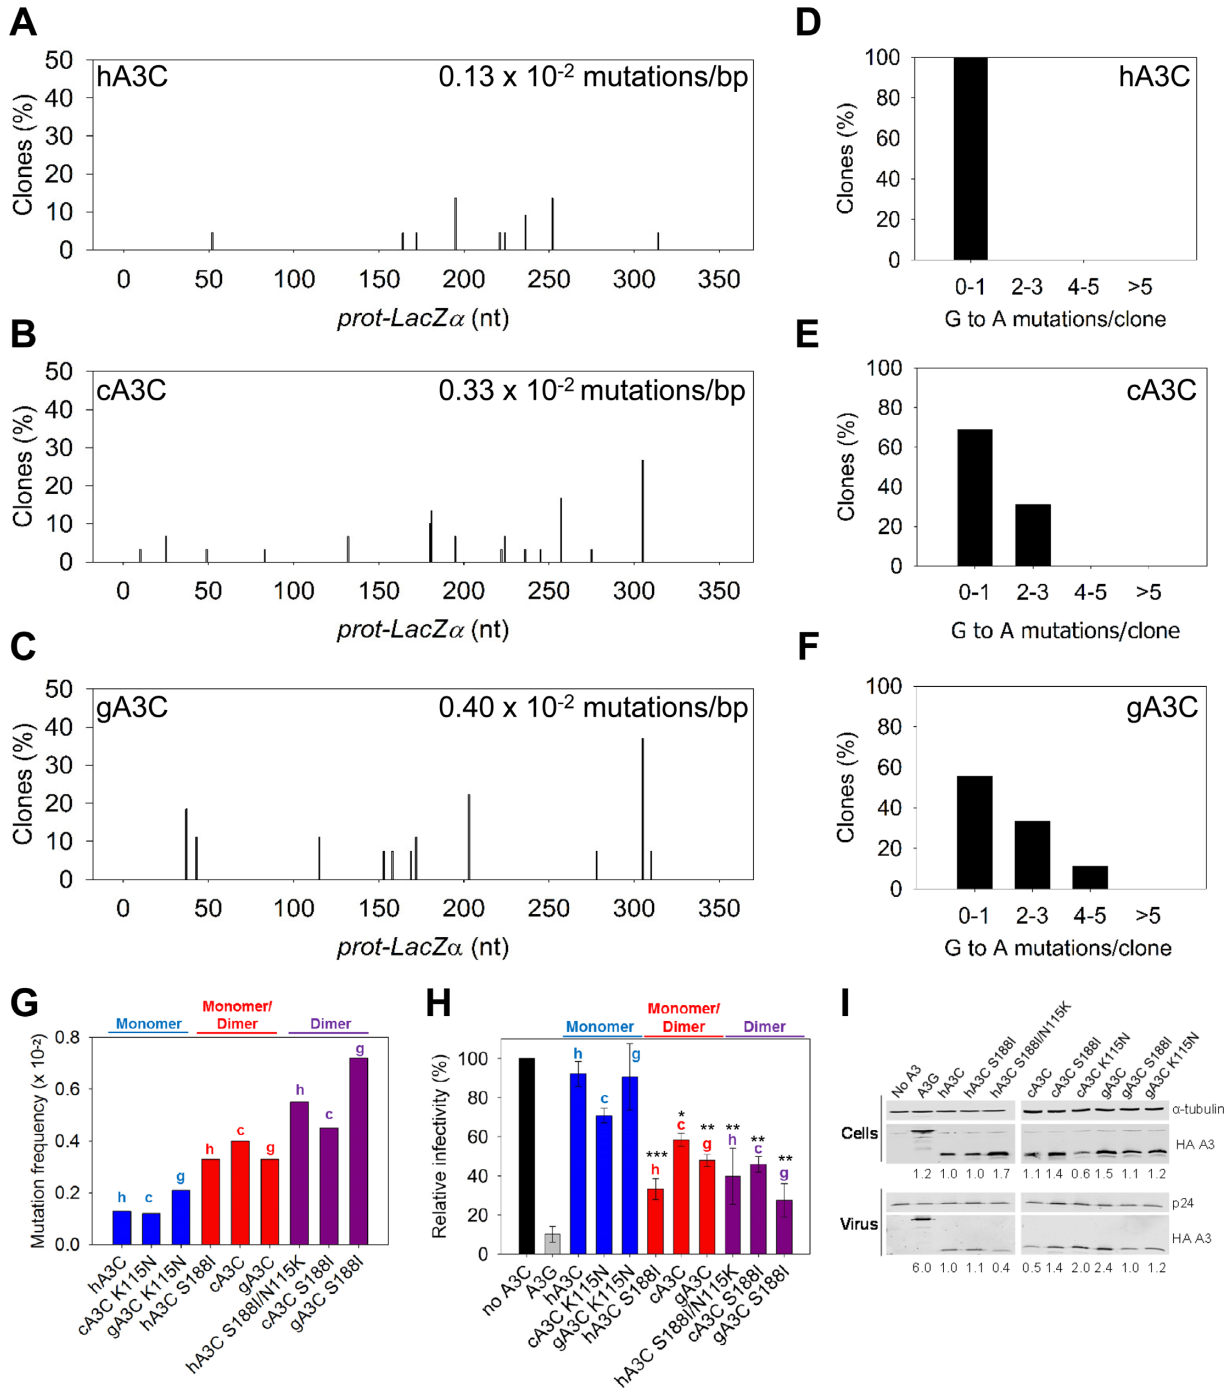 A
hA3C 0.13 x 10-2 mutations/bp
50
40
30
20
10
0
Clones (%)
0 50 100 150 200 250 300 350
prot-LacZα (nt)
B
cA3C 0.33 x 10-2 mutations/bp
50
40
30
20
10
0
Clones (%)
0 50 100 150 200 250 300 350
prot-LacZα (nt)
C
gA3C 0.40 x 10-2 mutations/bp
50
40
30
20
10
0
Clones (%)
0 50 100 150 200 250 300 350
prot-LacZα (nt)
D
hA3C
100
80
60
40
20
0
Clones (%)
0-1 2-3 4-5 >5
G to A mutations/clone
E
cA3C
100
80
60
40
20
0
Clones (%)
0-1 2-3 4-5 >5
G to A mutations/clone
F
gA3C
100
80
60
40
20
0
Clones (%)
0-1 2-3 4-5 >5
G to A mutations/clone
G
Monomer
Monomer/
Dimer
Dimer
0.8
0.6
0.4
0.2
0.0
Mutation frequency (x 10-2)
h c g h c g h c g
hA3C
cA3C K115N
gA3C K115N
hA3C S188I
cA3C
gA3C
hA3C S188I/N115K
cA3C S188I
gA3C S188I
H
Monomer
Monomer/
Dimer
Dimer
100
80
60
40
20
0
Relative infectivity (%)
h c g h c g h c g
*** * ** ** ** **
no A3C
A3G
hA3C
cA3C K115N
gA3C K115N
hA3C S188I
cA3C
gA3C
hA3C S188I/N115K
cA3C S188I
gA3C S188I
I
No A3
A3G
hA3C
hA3C S188I
hA3C S188I/N115K
cA3C
cA3C S188I
cA3C K115N
gA3C
gA3C S188I
gA3C K115N
α-tubulin
Cells
HA A3
1.2 1.0 1.0 1.7 1.1 1.4 0.6 1.5 1.1 1.2
p24
Virus
HA A3
6.0 1.0 1.1 0.4 0.5 1.4 2.0 2.4 1.0 1.2